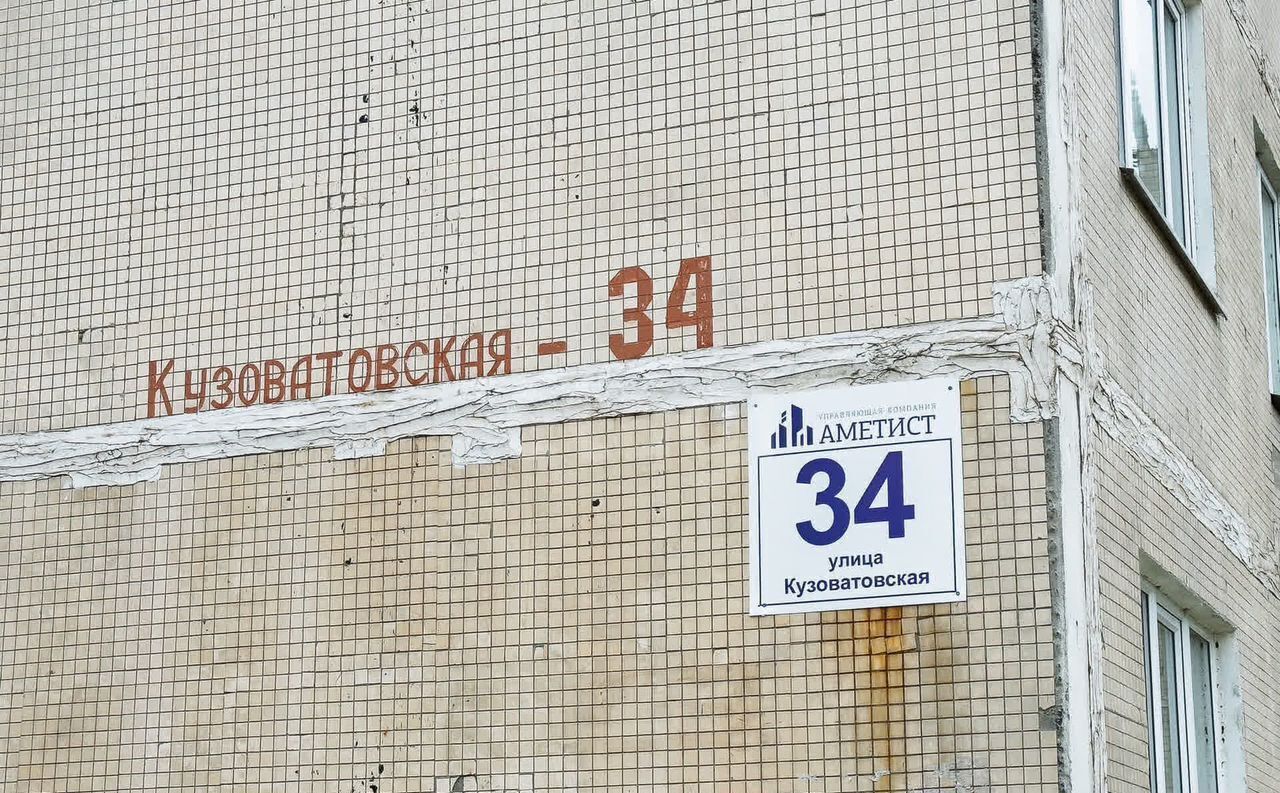 Кузоватовская - 34
УПРАВЛЯЮЩАЯ КОМПАНИЯ
АМЕТИСТ
34
улица
Кузоватовская